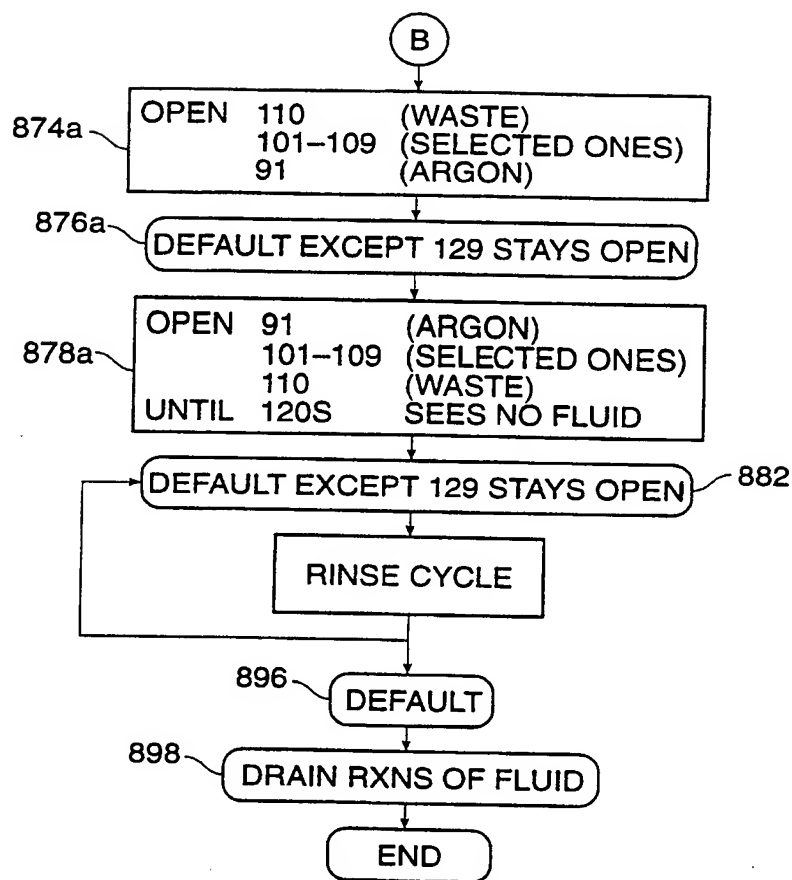 B
874a
OPEN 110 (WASTE)
101–109 (SELECTED ONES)
91 (ARGON)
876a
DEFAULT EXCEPT 129 STAYS OPEN
878a
OPEN 91 (ARGON)
101–109 (SELECTED ONES)
110 (WASTE)
UNTIL 120S SEES NO FLUID
DEFAULT EXCEPT 129 STAYS OPEN
882
RINSE CYCLE
896
DEFAULT
898
DRAIN RXNS OF FLUID
END